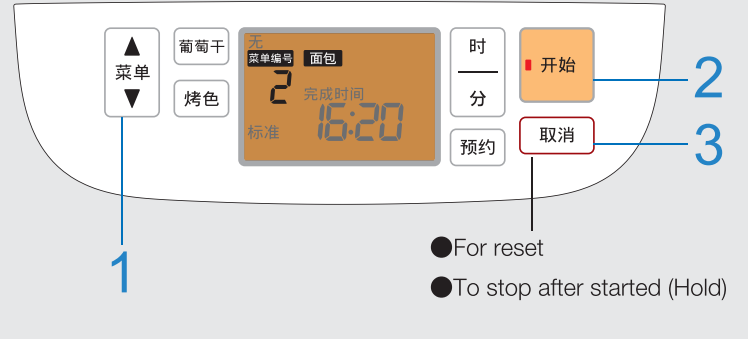 ▲
菜单
▼
葡萄干
烤色
无
菜单编号 面包
2
完成时间
标准 16:20
时
分
预约
开始
取消
1
2
3
●For reset
●To stop after started (Hold)